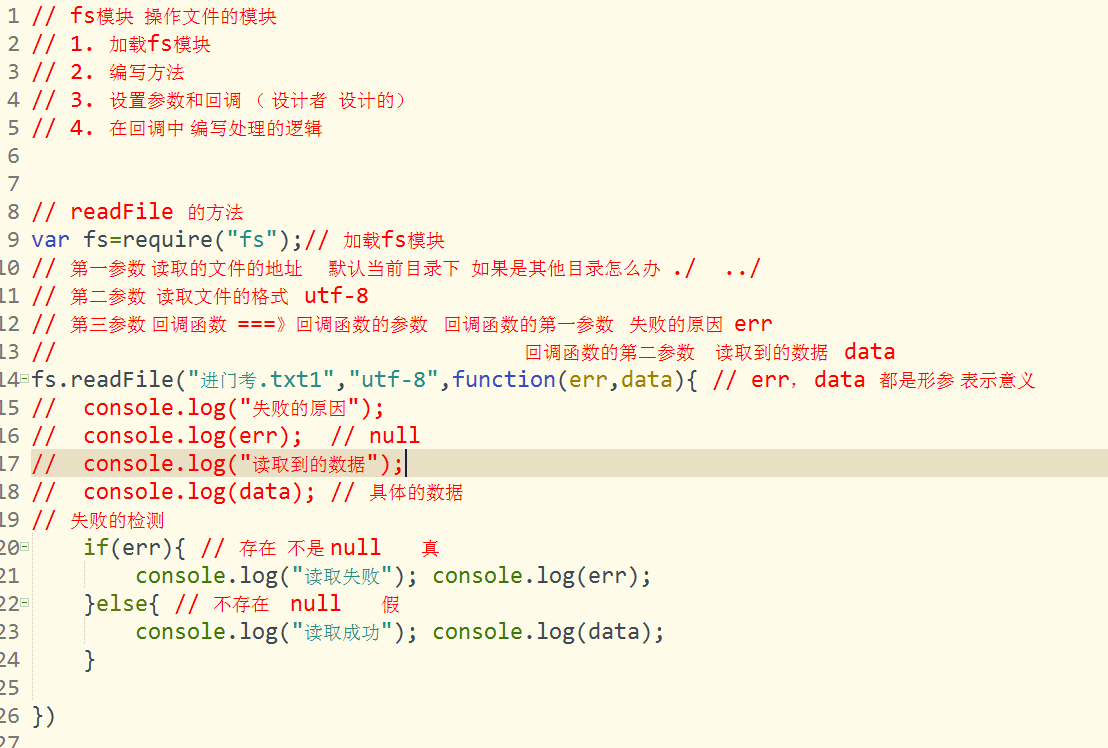 1 // fs模块 操作文件的模块
2 // 1. 加载fs模块
3 // 2. 编写方法
4 // 3. 设置参数和回调 （ 设计者 设计的）
5 // 4. 在回调中 编写处理的逻辑
6
7
8 // readFile 的方法
9 var fs=require("fs");// 加载fs模块
10 // 第一参数 读取的文件的地址 默认当前目录下 如果是其他目录怎么办 ./ ../
11 // 第二参数 读取文件的格式 utf-8
12 // 第三参数 回调函数 ===》回调函数的参数 回调函数的第一参数 失败的原因 err
13 // 回调函数的第二参数 读取到的数据 data
14 fs.readFile("进门考.txt1","utf-8",function(err,data){ // err，data 都是形参 表示意义
15 // console.log("失败的原因");
16 // console.log(err); // null
17 // console.log("读取到的数据");
18 // console.log(data); // 具体的数据
19 // 失败的检测
20 if(err){ // 存在 不是 null 真
21 console.log("读取失败"); console.log(err);
22 }else{ // 不存在 null 假
23 console.log("读取成功"); console.log(data);
24 }
25
26 })
27